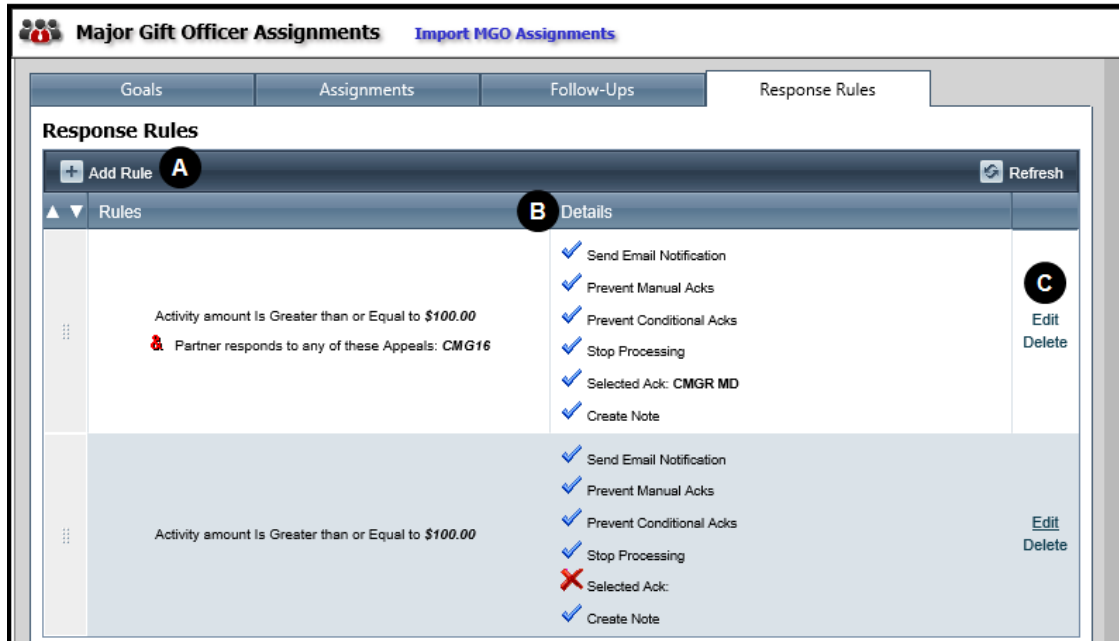 Major Gift Officer Assignments Import MGO Assignments
Goals Assignments Follow-Ups Response Rules
Response Rules
Add Rule A Refresh
Rules B Details
Send Email Notification
Prevent Manual Acks
C
Activity amount Is Greater than or Equal to $100.00 Prevent Conditional Acks Edit
& Partner responds to any of these Appeals: CMG16 Stop Processing Delete
Selected Ack: CMGR MD
Create Note
Send Email Notification
Prevent Manual Acks
Activity amount Is Greater than or Equal to $100.00 Prevent Conditional Acks Edit
Stop Processing Delete
Selected Ack:
Create Note